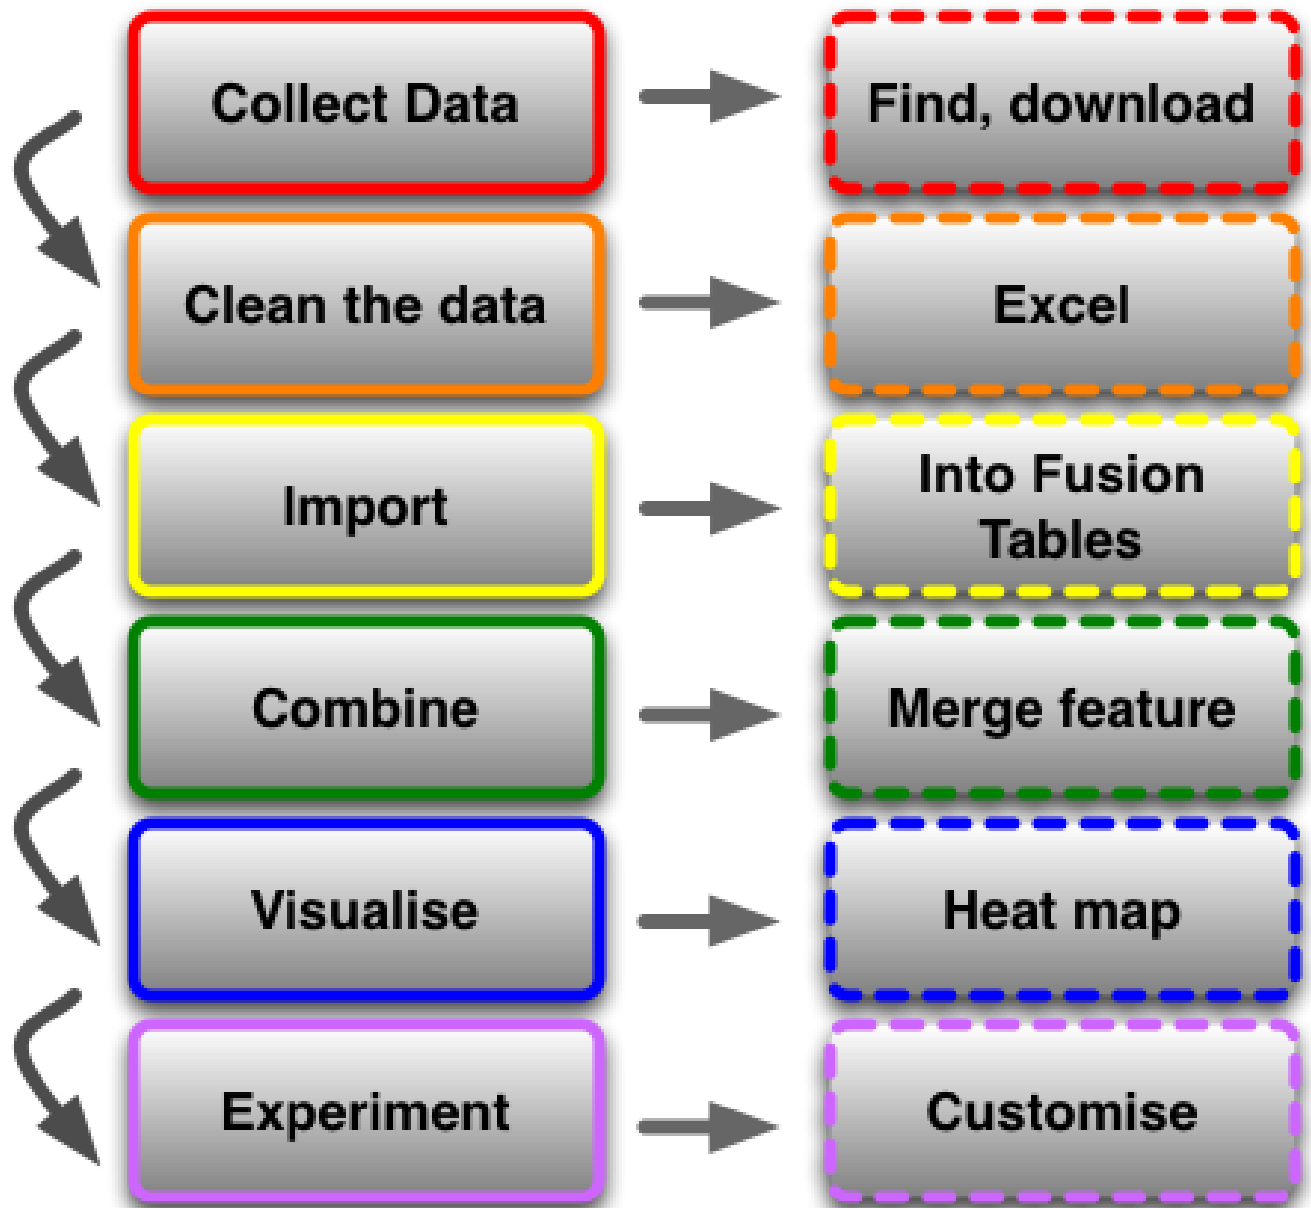 Collect Data
Find, download
Clean the data
Excel
Import
Into Fusion
Tables
Combine
Merge feature
Visualise
Heat map
Experiment
Customise